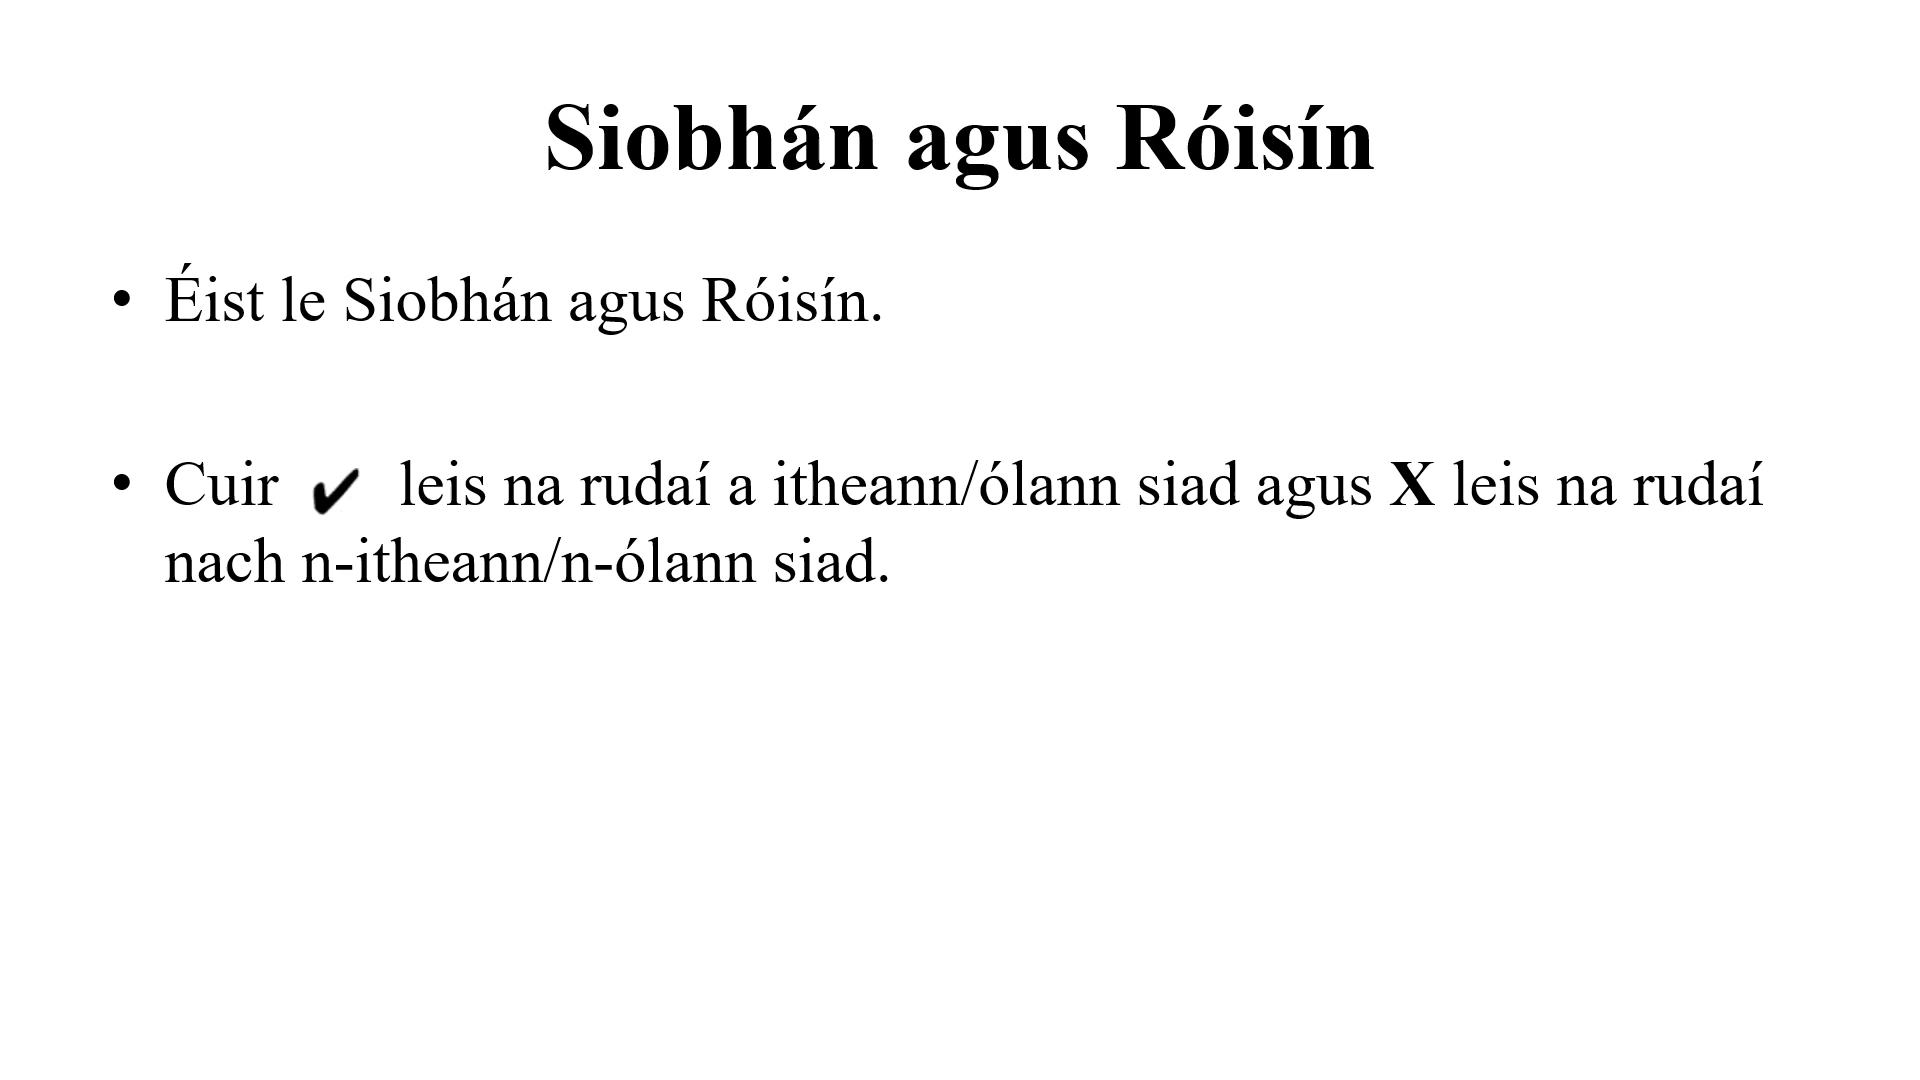 Siobhán agus Róisín
• Éist le Siobhán agus Róisín.
• Cuir ✔ leis na rudaí a itheann/ólann siad agus X leis na rudaí
nach n-itheann/n-ólann siad.